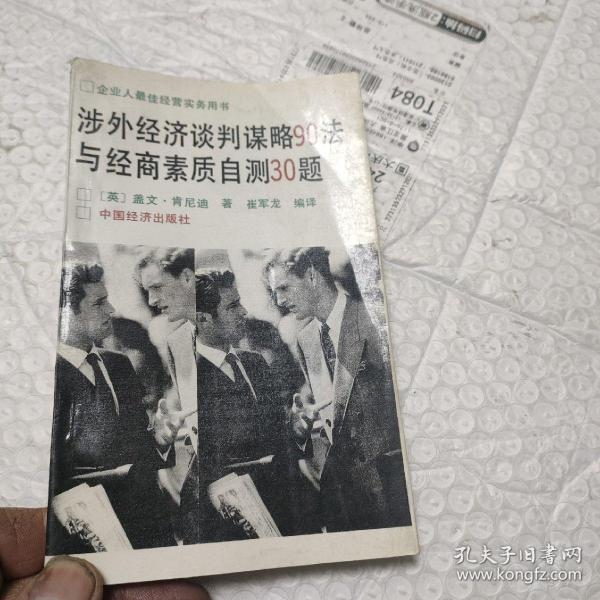 企业人最佳经营实务用书
涉外经济谈判谋略90法
与经商素质自测30题
[英] 盖文·肯尼迪 著 崔军龙 编译
中国经济出版社
T084
孔夫子旧书网
www.kongfz.com